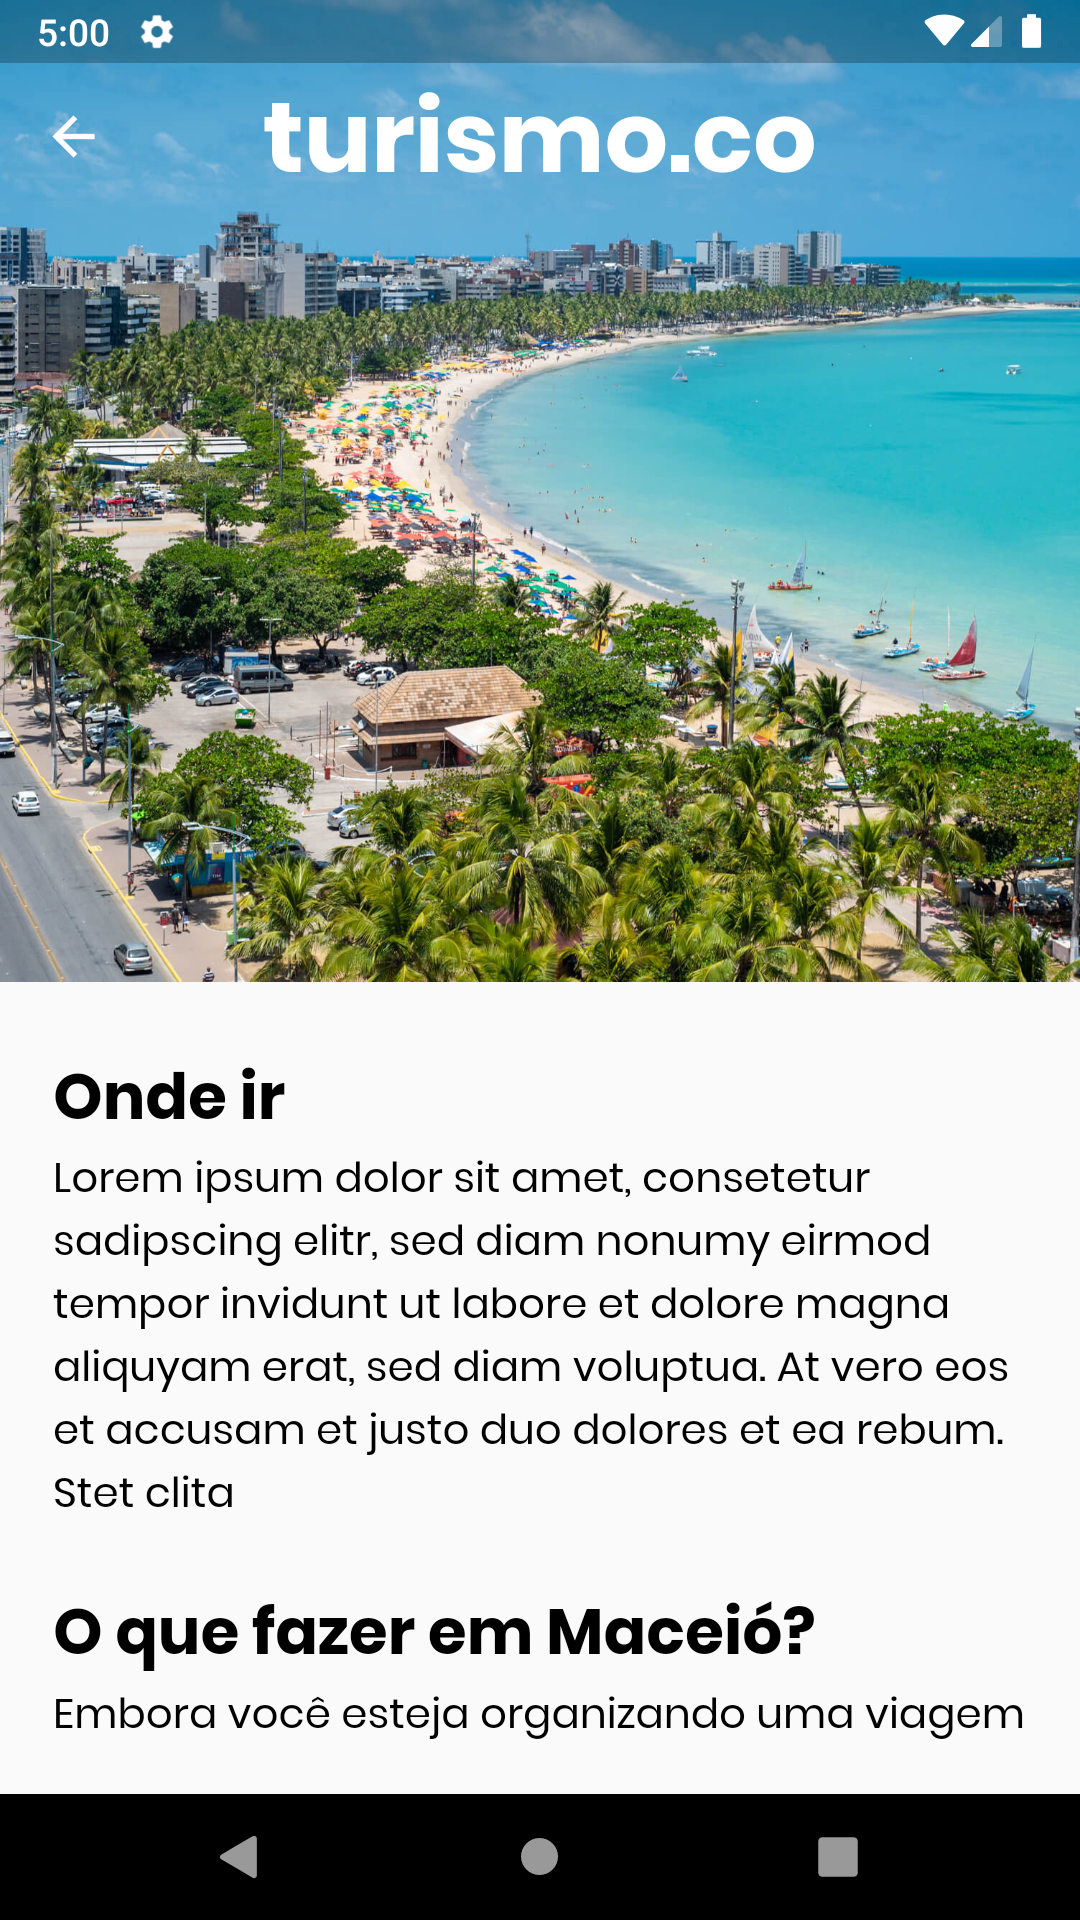 5:00
turismo.co
Onde ir
Lorem ipsum dolor sit amet, consetetur
sadipscing elitr, sed diam nonumy eirmod
tempor invidunt ut labore et dolore magna
aliquyam erat, sed diam voluptua. At vero eos
et accusam et justo duo dolores et ea rebum.
Stet clita
O que fazer em Maceió?
Embora você esteja organizando uma viagem